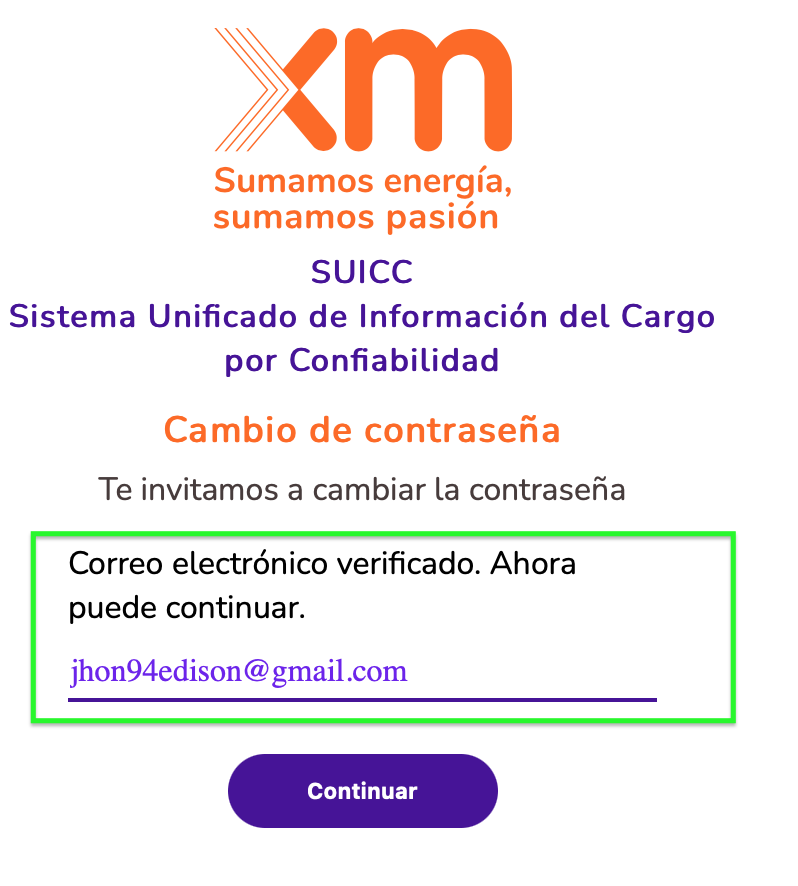 xm
Sumamos energía,
sumamos pasión
SUICC
Sistema Unificado de Información del Cargo
por Confiabilidad
Cambio de contraseña
Te invitamos a cambiar la contraseña
Correo electrónico verificado. Ahora
puede continuar.
jhon94edison@gmail.com
Continuar